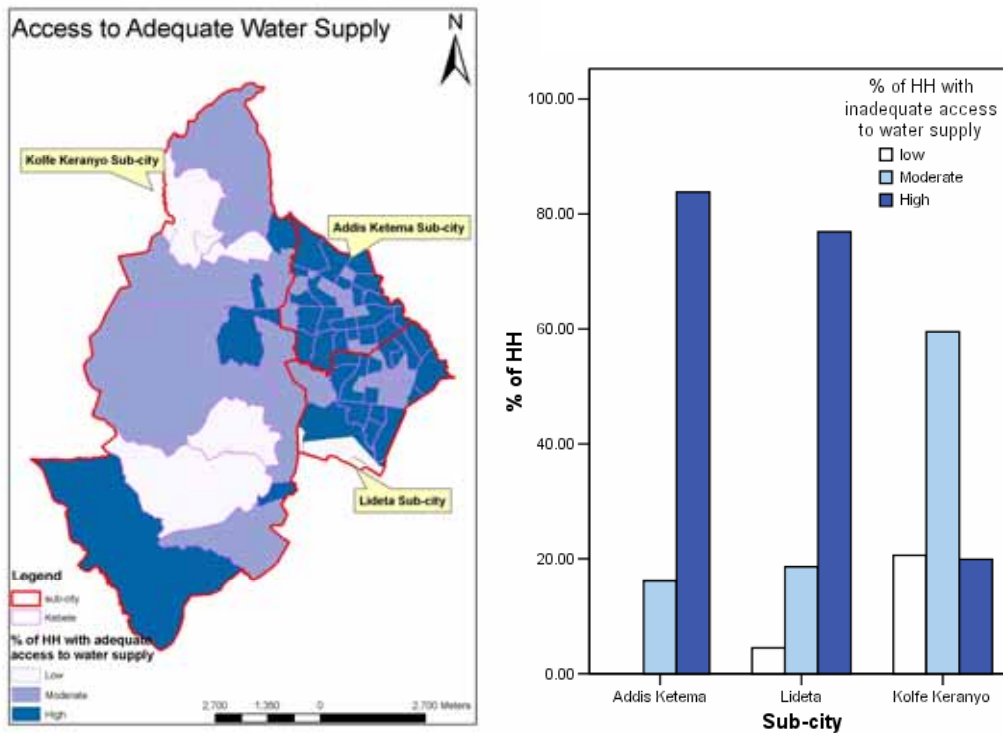 Access to Adequate Water Supply
N
Kolfe Keranyo Sub-city
Addis Ketema Sub-city
Lideta Sub-city
Legend
sub-city
Kebele
% of HH with adequate
access to water supply
Low
Moderate
High
2,700 1,350 0 2,700 Meters
% of HH with
inadequate access
to water supply
low
Moderate
High
% of HH
100.00
80.00
60.00
40.00
20.00
0.00
Addis Ketema Lideta Kolfe Keranyo
Sub-city